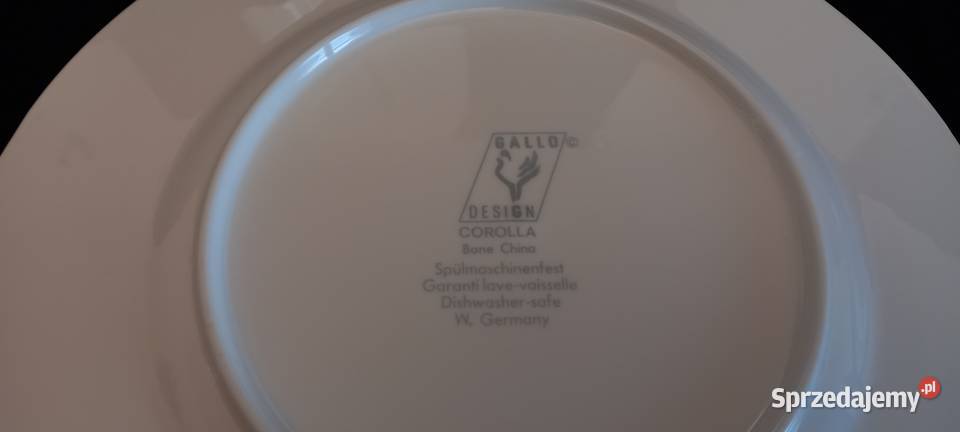 GALLO ©
DESIGN
COROLLA
Bone China
Spülmaschinenfest
Garanti lave-vaisselle
Dishwasher-safe
W. Germany
Sprzedajemy.pl